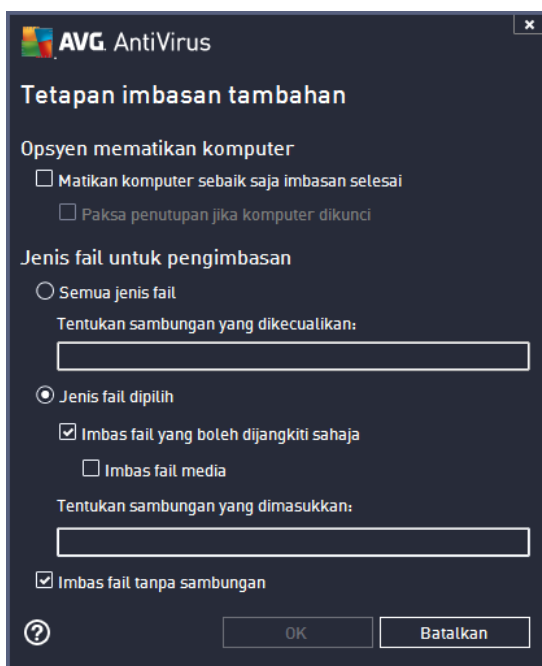 AVG. AntiVirus
Tetapan imbasan tambahan
Opsyen mematikan komputer
Matikan komputer sebaik saja imbasan selesai
Paksa penutupan jika komputer dikunci
Jenis fail untuk pengimbasan
Semua jenis fail
Tentukan sambungan yang dikecualikan:
Jenis fail dipilih
Imbas fail yang boleh dijangkiti sahaja
Imbas fail media
Tentukan sambungan yang dimasukkan:
Imbas fail tanpa sambungan
OK
Batalkan